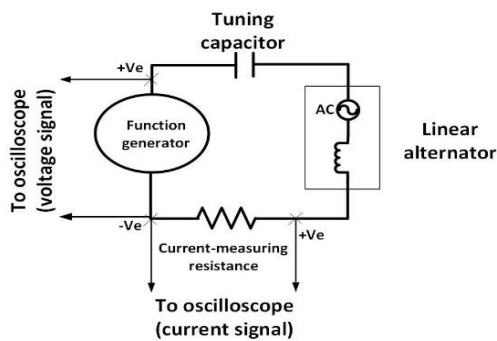 Tuning
capacitor
+Ve
AC
Function
generator
Linear
alternator
To oscilloscope
(voltage signal)
-Ve
+Ve
Current-measuring
resistance
To oscilloscope
(current signal)